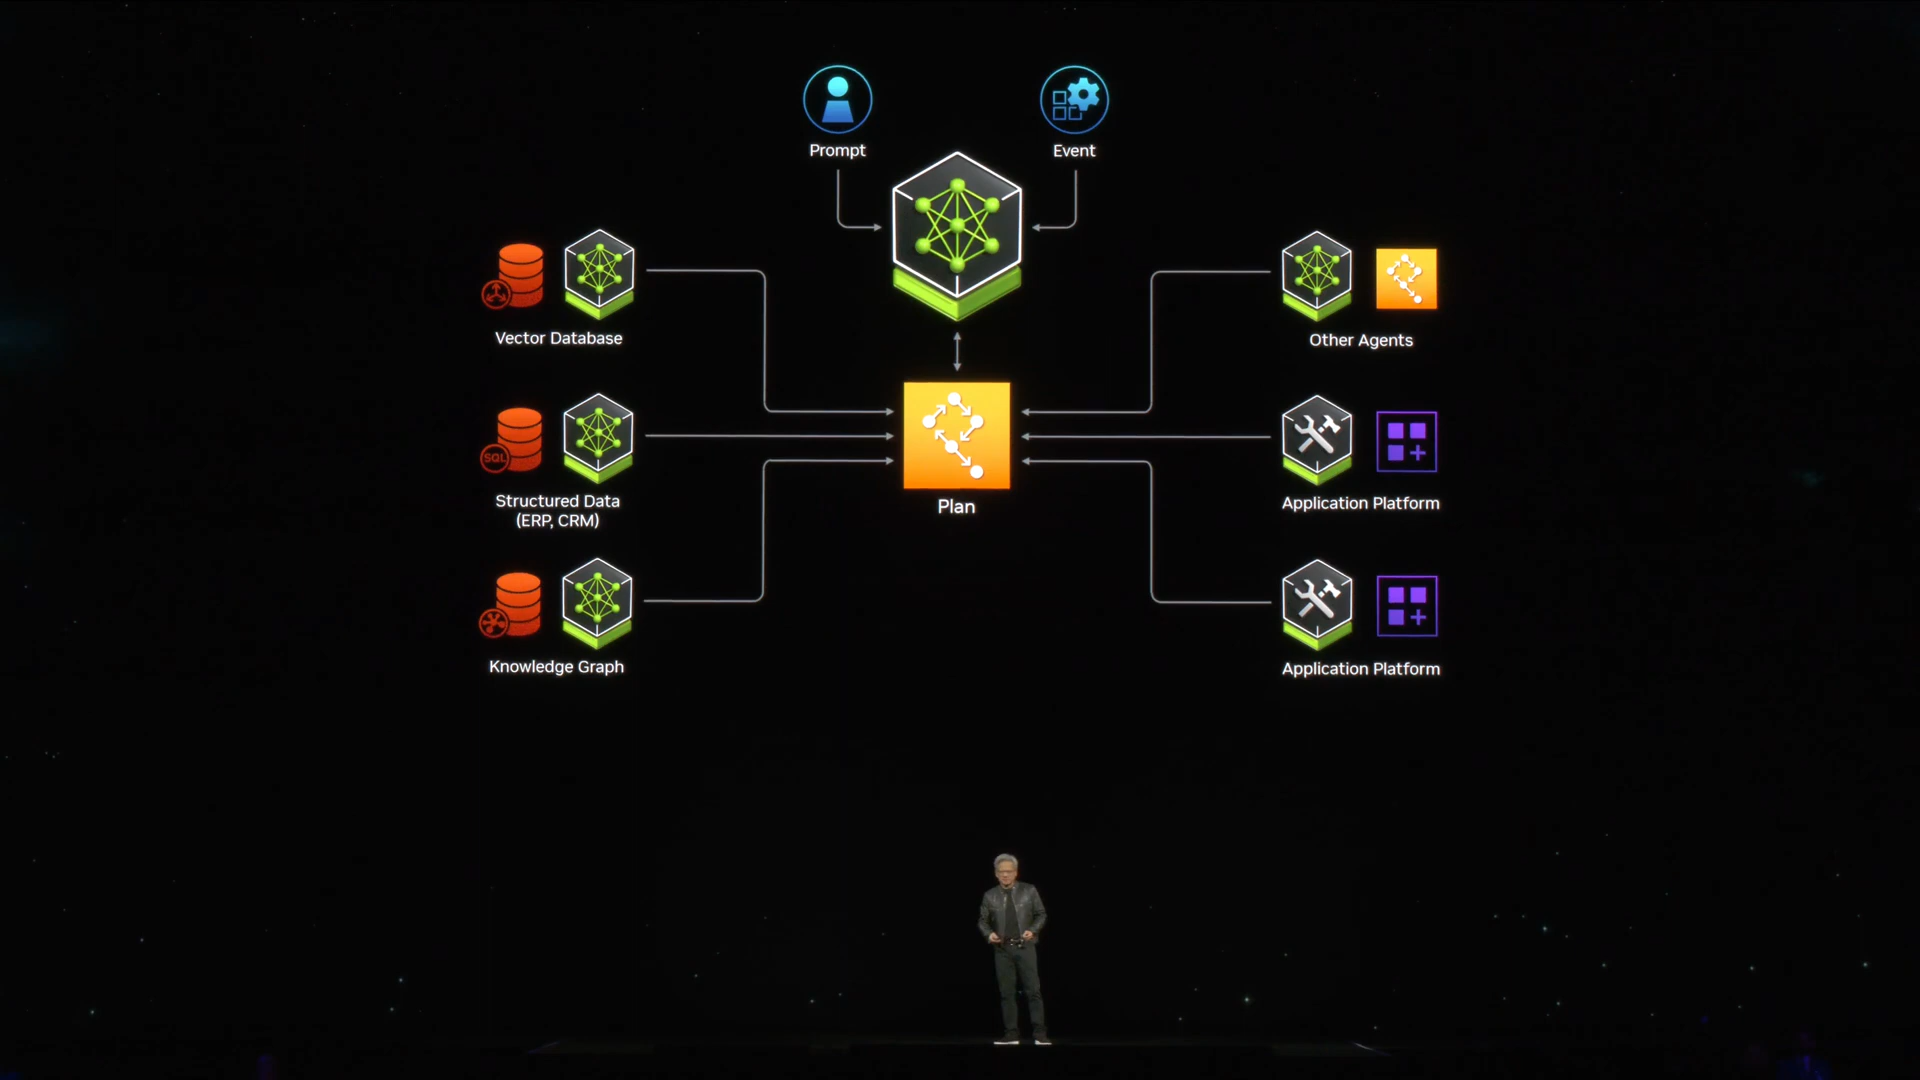 Prompt
Event
Vector Database
Other Agents
SQL
Structured Data
(ERP, CRM)
Plan
Application Platform
Knowledge Graph
Application Platform